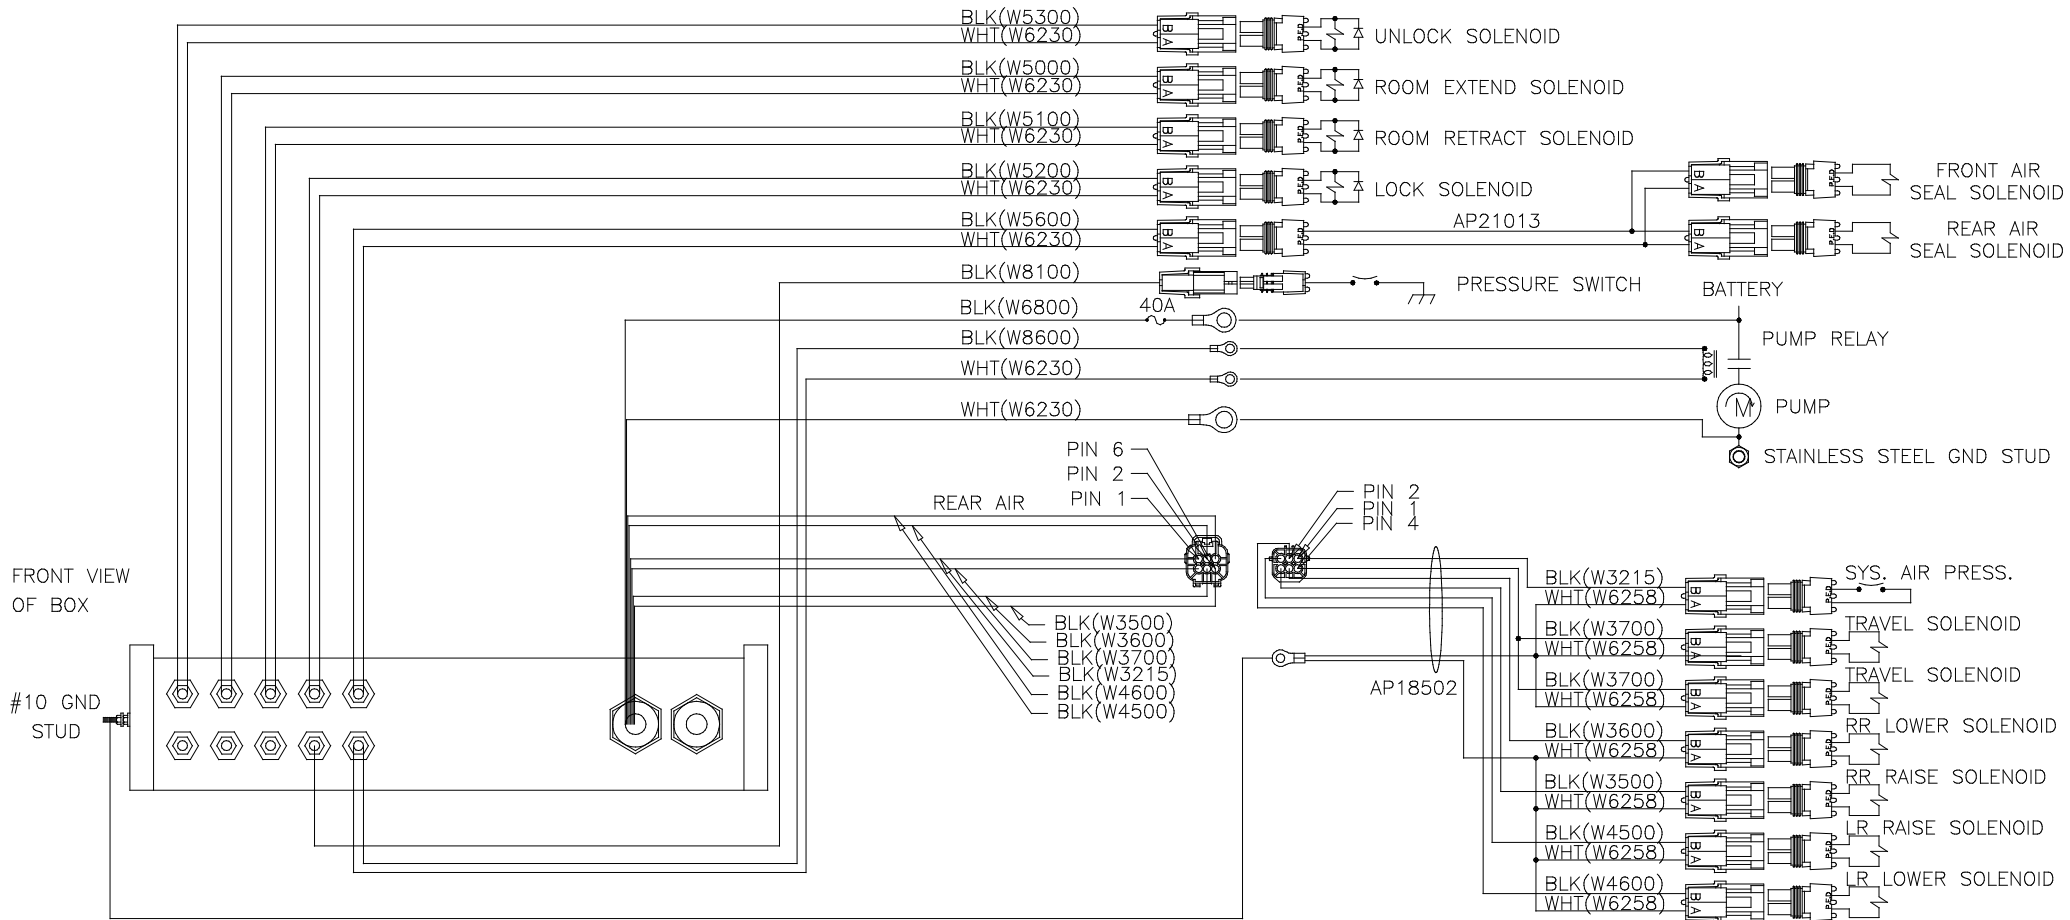 BLK(W5300)
WHT(W6230)
B
A
P.E.D.
UNLOCK SOLENOID
BLK(W5000)
WHT(W6230)
B
A
P.E.D.
ROOM EXTEND SOLENOID
BLK(W5100)
WHT(W6230)
B
A
P.E.D.
ROOM RETRACT SOLENOID
BLK(W5200)
WHT(W6230)
B
A
P.E.D.
LOCK SOLENOID
B
A
P.E.D.
FRONT AIR
SEAL SOLENOID
BLK(W5600)
WHT(W6230)
B
A
P.E.D.
AP21013
B
A
P.E.D.
REAR AIR
SEAL SOLENOID
BLK(W8100)
PRESSURE SWITCH
BATTERY
BLK(W6800)
40A
BLK(W8600)
PUMP RELAY
WHT(W6230)
WHT(W6230)
M
PUMP
STAINLESS STEEL GND STUD
PIN 6
PIN 2
PIN 1
REAR AIR
PIN 2
PIN 1
PIN 4
BLK(W3500)
BLK(W3600)
BLK(W3700)
BLK(W3215)
BLK(W4600)
BLK(W4500)
AP18502
FRONT VIEW
OF BOX
#10 GND
STUD
BLK(W3215)
WHT(W6258)
B
A
P.E.D.
SYS. AIR PRESS.
BLK(W3700)
WHT(W6258)
B
A
P.E.D.
TRAVEL SOLENOID
BLK(W3700)
WHT(W6258)
B
A
P.E.D.
TRAVEL SOLENOID
BLK(W3600)
WHT(W6258)
B
A
P.E.D.
RR LOWER SOLENOID
BLK(W3500)
WHT(W6258)
B
A
P.E.D.
RR RAISE SOLENOID
BLK(W4500)
WHT(W6258)
B
A
P.E.D.
LR RAISE SOLENOID
BLK(W4600)
WHT(W6258)
B
A
P.E.D.
LR LOWER SOLENOID